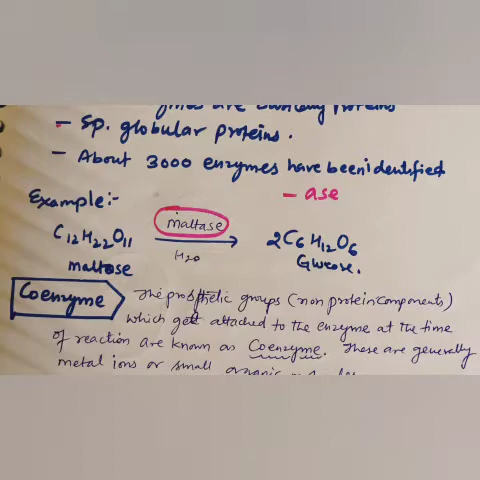 are
- Sp. globular proteins.
- About 3000 enzymes have been identified
- ase
Example:-
C12H22O11 maltase 2C6H12O6
H2O
maltose Glucose.
Coenzyme The prosthetic groups (non protein components)
which get attached to the enzyme at the time
of reaction are known as Coenzyme. These are generally
metal ions or small organic